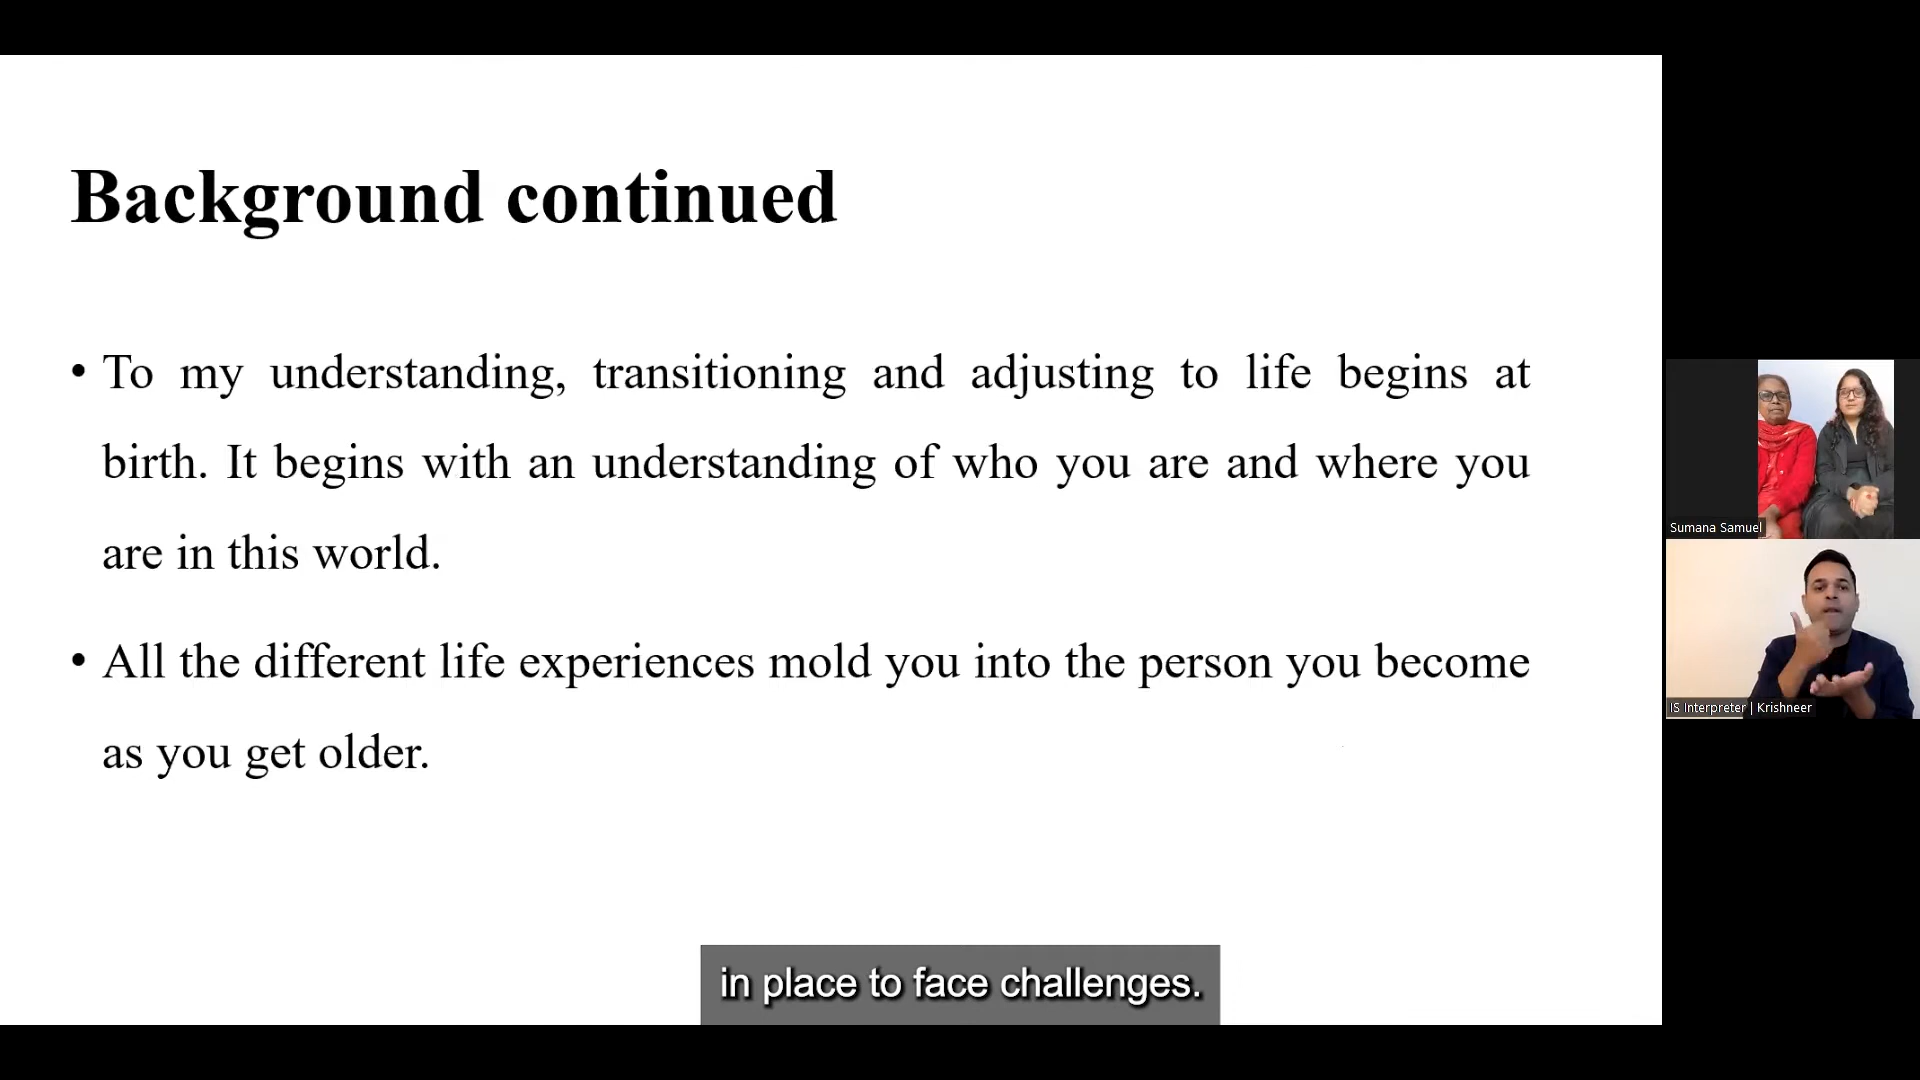 Background continued
• To my understanding, transitioning and adjusting to life begins at
birth. It begins with an understanding of who you are and where you
are in this world.
• All the different life experiences mold you into the person you become
as you get older.
in place to face challenges.
Sumana Samuel
IS Interpreter | Krishneer